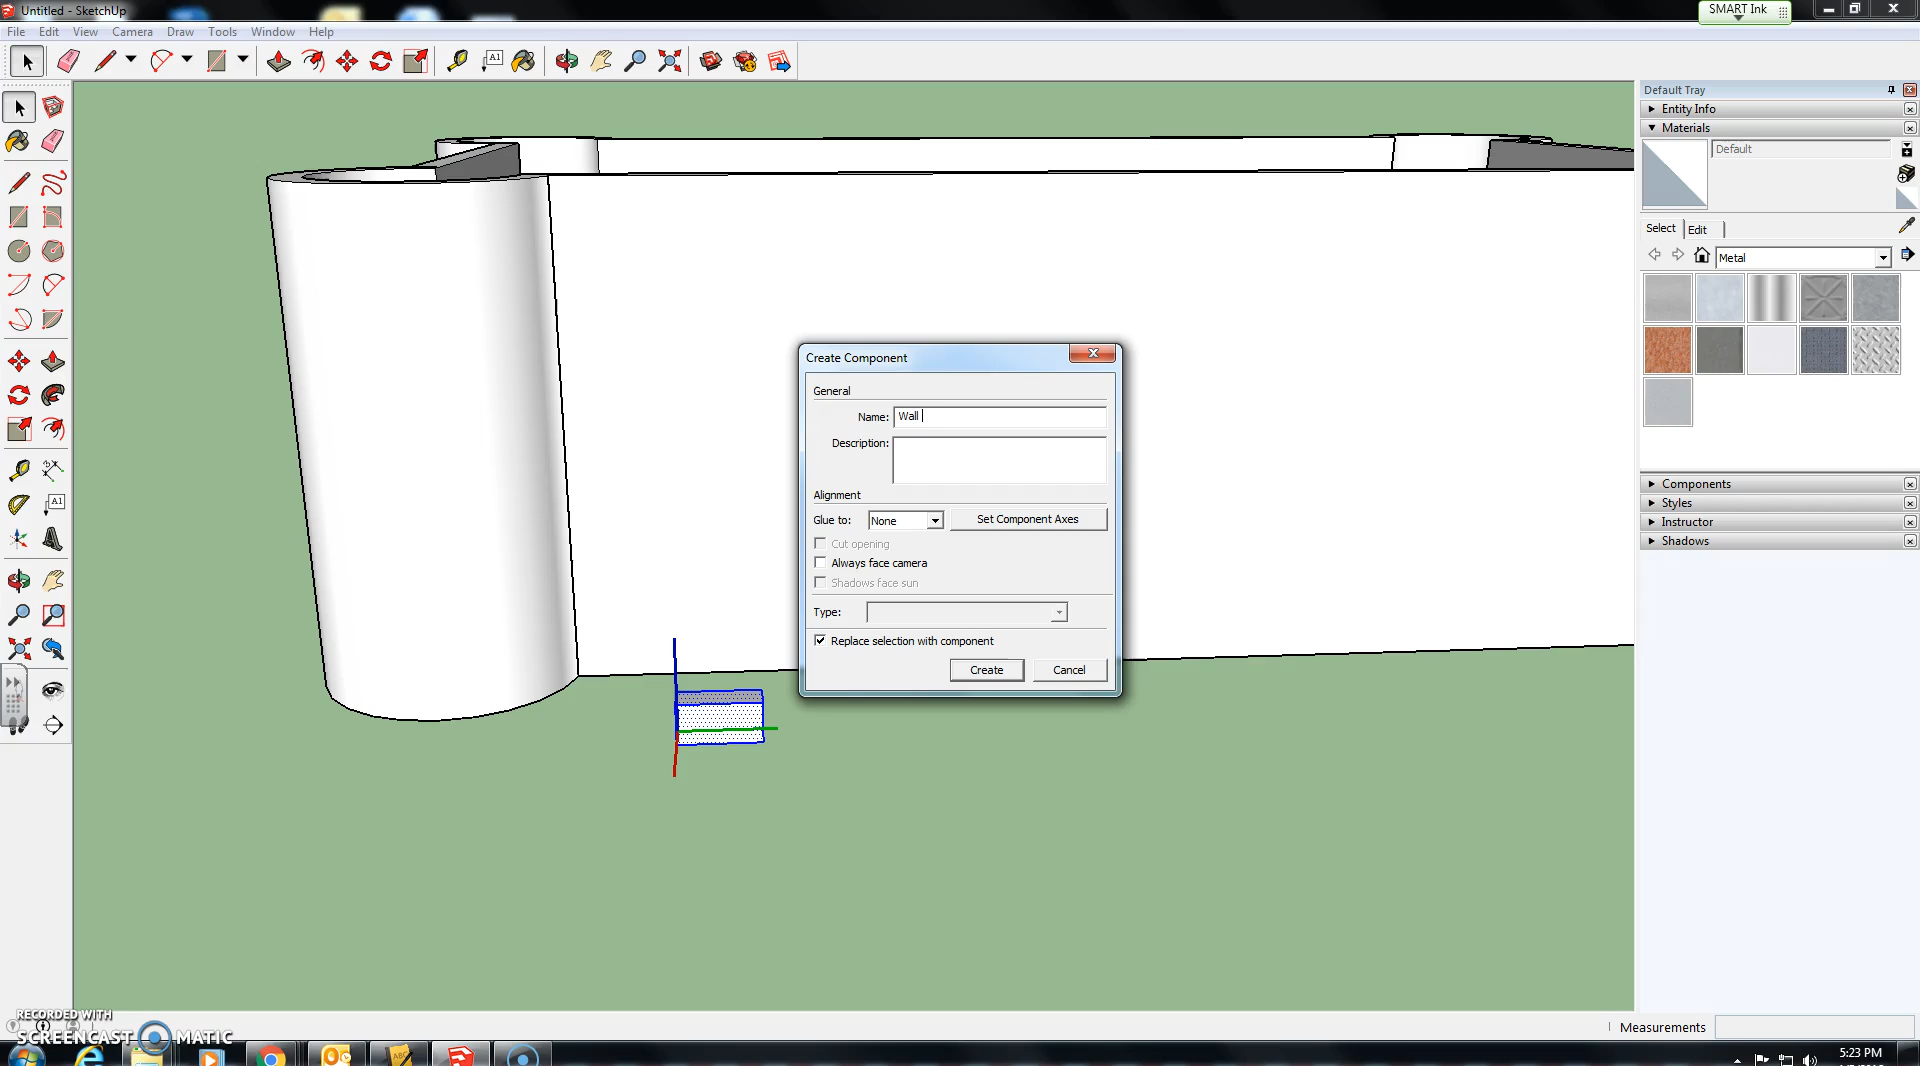 Untitled - SketchUp
SMART Ink
File Edit View Camera Draw Tools Window Help
A1
Default Tray
Entity Info
Materials
Default
Select Edit
Metal
Components
Styles
Instructor
Shadows
Create Component
General
Name: Wall
Description:
Alignment
Glue to: None Set Component Axes
Cut opening
Always face camera
Shadows face sun
Type:
Replace selection with component
Create Cancel
A1
RECORDED WITH
SCREENCAST MATIC
Measurements
5:23 PM